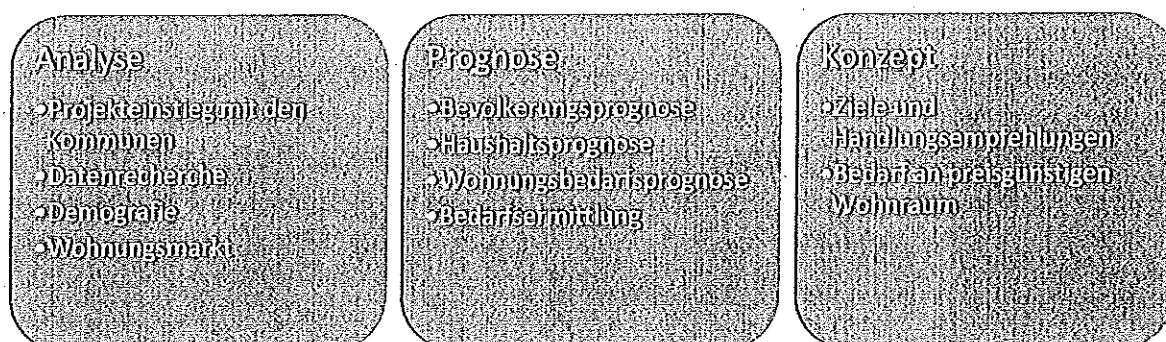 Analyse
•Projekteinstieg mit den
Kommunen
•Datenrecherche
•Demografie
•Wohnungsmarkt
Prognose
•Bevölkerungsprognose
•Haushaltsprognose
•Wohnungsbedarfsprognose
•Bedarfsermittlung
Konzept
•Ziele und
Handlungsempfehlungen
•Bedarf an preisgünstigen
Wohnraum